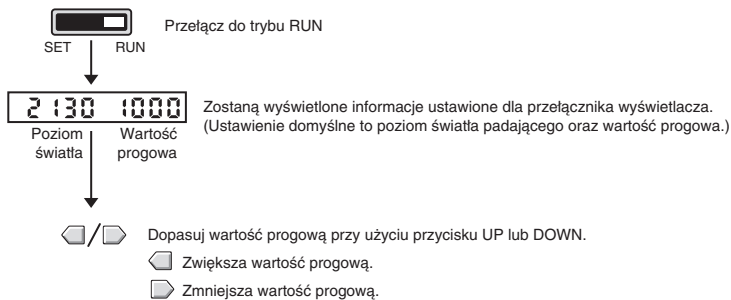 Przełącz do trybu RUN
SET RUN
2130 1000
Poziom światła
Wartość progowa
Zostaną wyświetlone informacje ustawione dla przełącznika wyświetlacza.
(Ustawienie domyślne to poziom światła padającego oraz wartość progowa.)
/
Dopasuj wartość progową przy użyciu przycisku UP lub DOWN.
Zwiększa wartość progową.
Zmniejsza wartość progową.